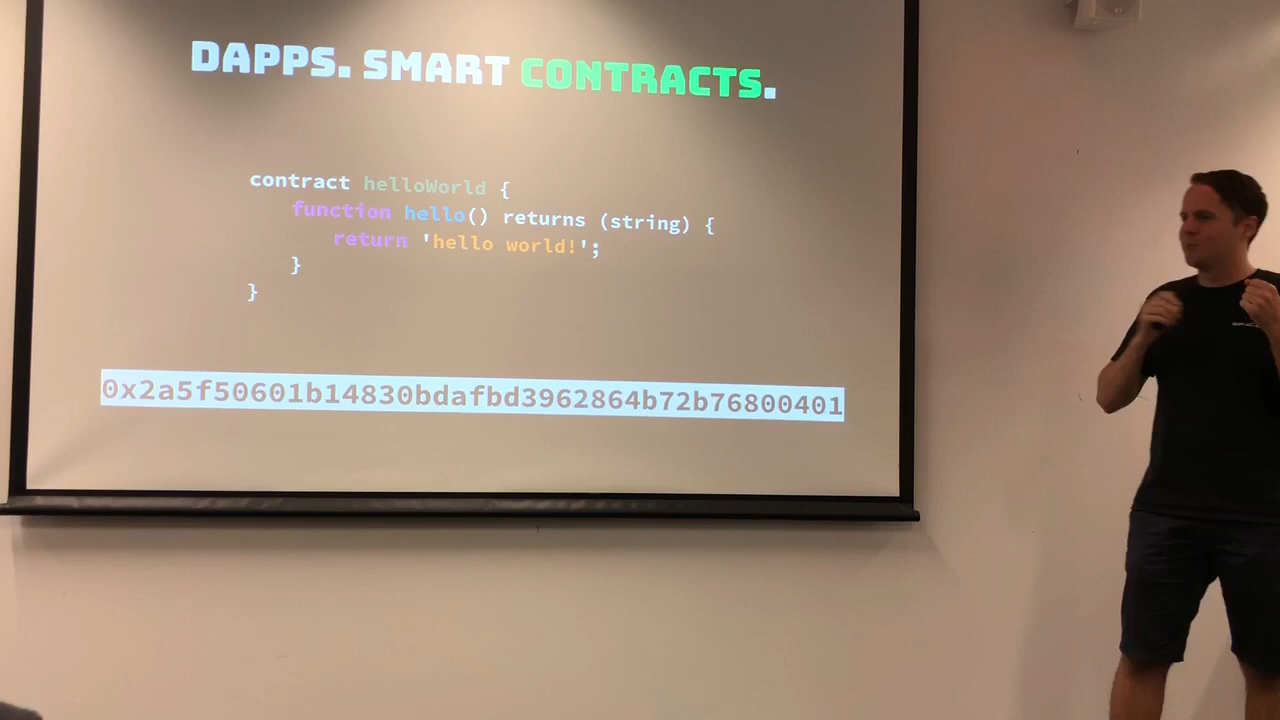 DAPPS. SMART CONTRACTS.
contract helloWorld {
function hello() returns (string) {
return 'hello world!';
}
}
0x2a5f50601b14830bdafbd3962864b72b76800401